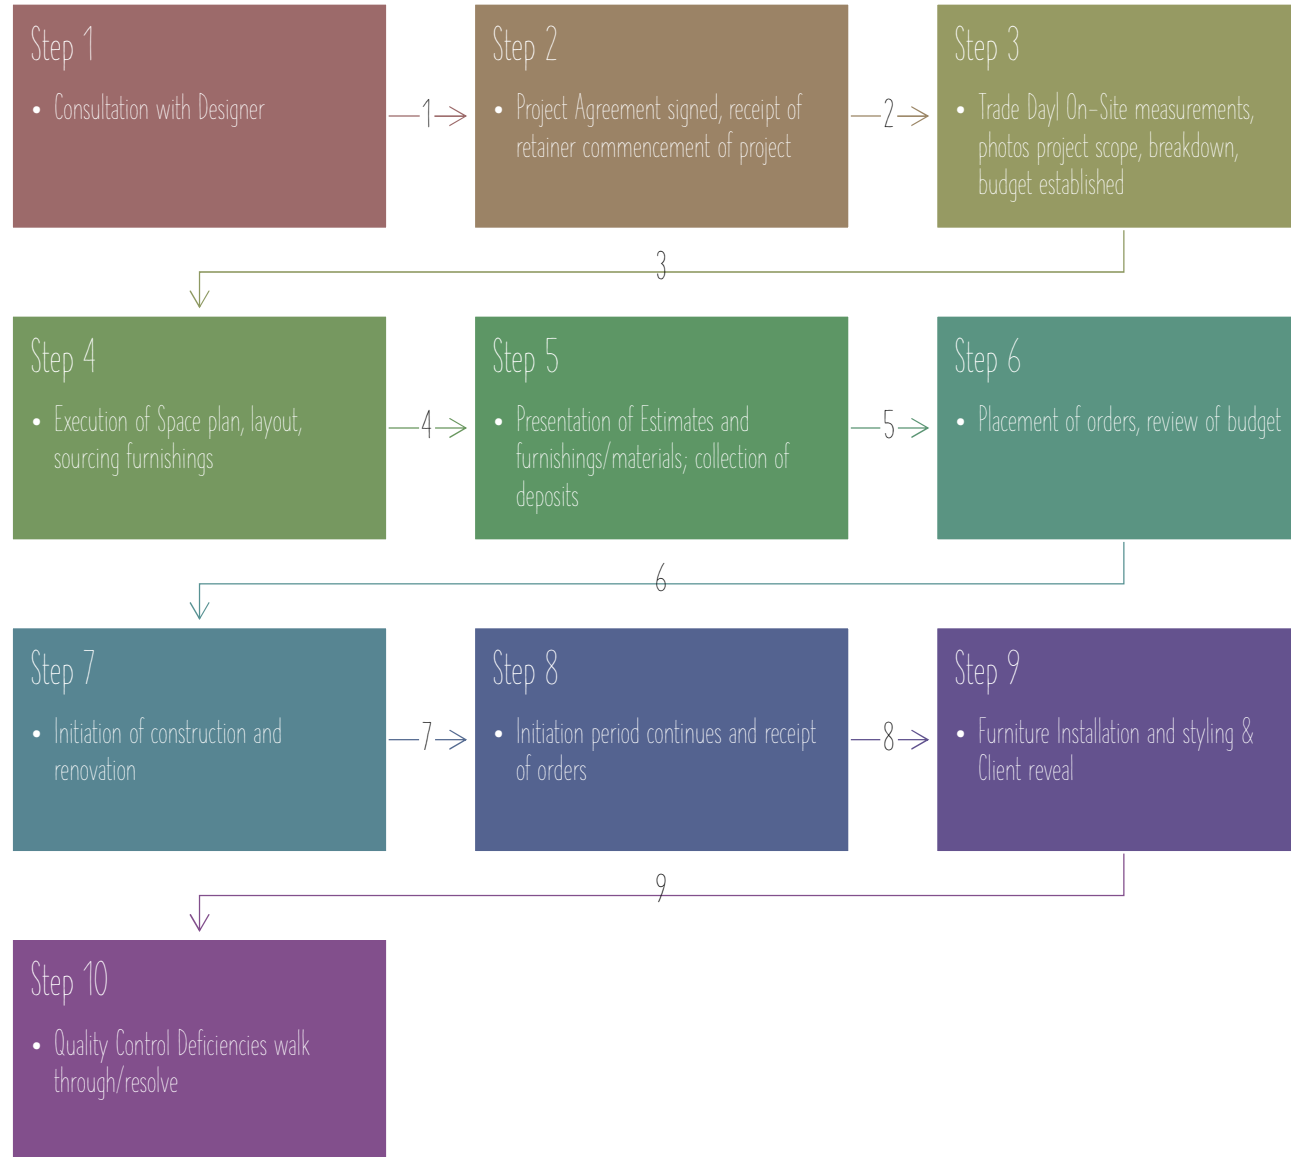 Step 1
• Consultation with Designer
1
Step 2
• Project Agreement signed, receipt of
retainer commencement of project
2
Step 3
• Trade Day| On-Site measurements,
photos project scope, breakdown,
budget established
3
Step 4
• Execution of Space plan, layout,
sourcing furnishings
4
Step 5
• Presentation of Estimates and
furnishings/materials; collection of
deposits
5
Step 6
• Placement of orders, review of budget
6
Step 7
• Initiation of construction and
renovation
7
Step 8
• Initiation period continues and receipt
of orders
8
Step 9
• Furniture Installation and styling &
Client reveal
9
Step 10
• Quality Control Deficiencies walk
through/resolve